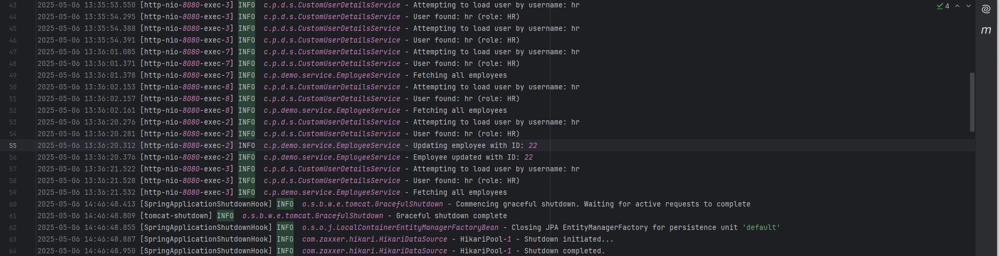 4
m
43 2025-05-06 13:35:53.550 [http-nio-8080-exec-3] INFO  c.p.d.s.CustomUserDetailsService - Attempting to load user by username: hr
44 2025-05-06 13:35:54.295 [http-nio-8080-exec-3] INFO  c.p.d.s.CustomUserDetailsService - User found: hr (role: HR)
45 2025-05-06 13:35:54.388 [http-nio-8080-exec-3] INFO  c.p.d.s.CustomUserDetailsService - Attempting to load user by username: hr
46 2025-05-06 13:35:54.391 [http-nio-8080-exec-3] INFO  c.p.d.s.CustomUserDetailsService - User found: hr (role: HR)
47 2025-05-06 13:36:01.085 [http-nio-8080-exec-7] INFO  c.p.d.s.CustomUserDetailsService - Attempting to load user by username: hr
48 2025-05-06 13:36:01.371 [http-nio-8080-exec-7] INFO  c.p.d.s.CustomUserDetailsService - User found: hr (role: HR)
49 2025-05-06 13:36:01.378 [http-nio-8080-exec-7] INFO  c.p.demo.service.EmployeeService - Fetching all employees
50 2025-05-06 13:36:02.153 [http-nio-8080-exec-8] INFO  c.p.d.s.CustomUserDetailsService - Attempting to load user by username: hr
51 2025-05-06 13:36:02.157 [http-nio-8080-exec-8] INFO  c.p.d.s.CustomUserDetailsService - User found: hr (role: HR)
52 2025-05-06 13:36:02.161 [http-nio-8080-exec-8] INFO  c.p.demo.service.EmployeeService - Fetching all employees
53 2025-05-06 13:36:20.276 [http-nio-8080-exec-2] INFO  c.p.d.s.CustomUserDetailsService - Attempting to load user by username: hr
54 2025-05-06 13:36:20.281 [http-nio-8080-exec-2] INFO  c.p.d.s.CustomUserDetailsService - User found: hr (role: HR)
55 2025-05-06 13:36:20.312 [http-nio-8080-exec-2] INFO  c.p.demo.service.EmployeeService - Updating employee with ID: 22
56 2025-05-06 13:36:20.376 [http-nio-8080-exec-2] INFO  c.p.demo.service.EmployeeService - Employee updated with ID: 22
57 2025-05-06 13:36:21.522 [http-nio-8080-exec-3] INFO  c.p.d.s.CustomUserDetailsService - Attempting to load user by username: hr
58 2025-05-06 13:36:21.528 [http-nio-8080-exec-3] INFO  c.p.d.s.CustomUserDetailsService - User found: hr (role: HR)
59 2025-05-06 13:36:21.532 [http-nio-8080-exec-3] INFO  c.p.demo.service.EmployeeService - Fetching all employees
60 2025-05-06 14:46:48.413 [SpringApplicationShutdownHook] INFO  o.s.b.w.e.tomcat.GracefulShutdown - Commencing graceful shutdown. Waiting for active requests to complete
61 2025-05-06 14:46:48.809 [tomcat-shutdown] INFO  o.s.b.w.e.tomcat.GracefulShutdown - Graceful shutdown complete
62 2025-05-06 14:46:48.855 [SpringApplicationShutdownHook] INFO  o.s.o.j.LocalContainerEntityManagerFactoryBean - Closing JPA EntityManagerFactory for persistence unit 'default'
63 2025-05-06 14:46:48.887 [SpringApplicationShutdownHook] INFO  com.zaxxer.hikari.HikariDataSource - HikariPool-1 - Shutdown initiated...
64 2025-05-06 14:46:48.950 [SpringApplicationShutdownHook] INFO  com.zaxxer.hikari.HikariDataSource - HikariPool-1 - Shutdown completed.